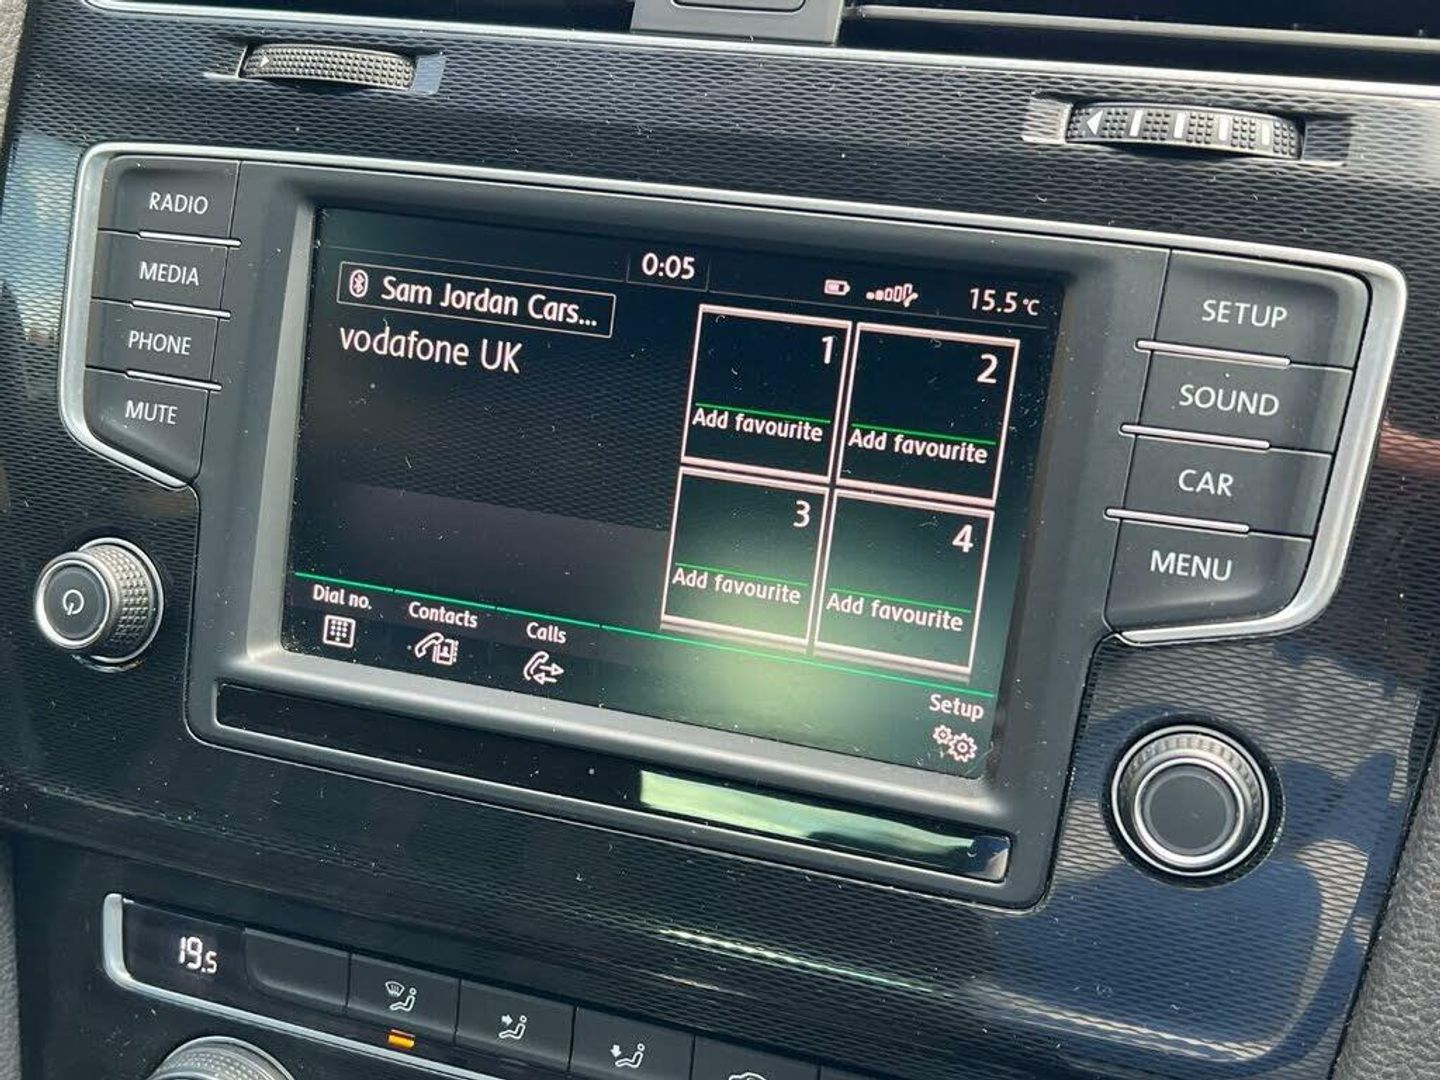 RADIO
MEDIA
PHONE
MUTE
0:05
15.5 °C
Sam Jordan Cars...
vodafone UK
1
Add favourite
2
Add favourite
3
Add favourite
4
Add favourite
Dial no.
Contacts
Calls
Setup
SETUP
SOUND
CAR
MENU
19.5